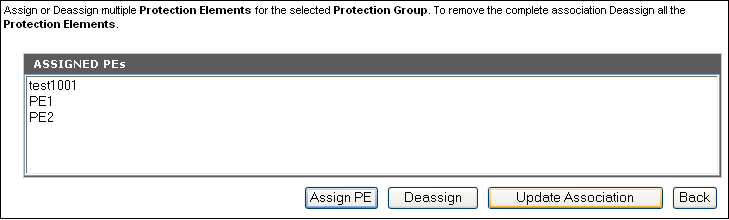 Assign or Deassign multiple Protection Elements for the selected Protection Group. To remove the complete association Deassign all the
Protection Elements.
ASSIGNED PEs
test1001
PE1
PE2
Assign PE Deassign Update Association Back